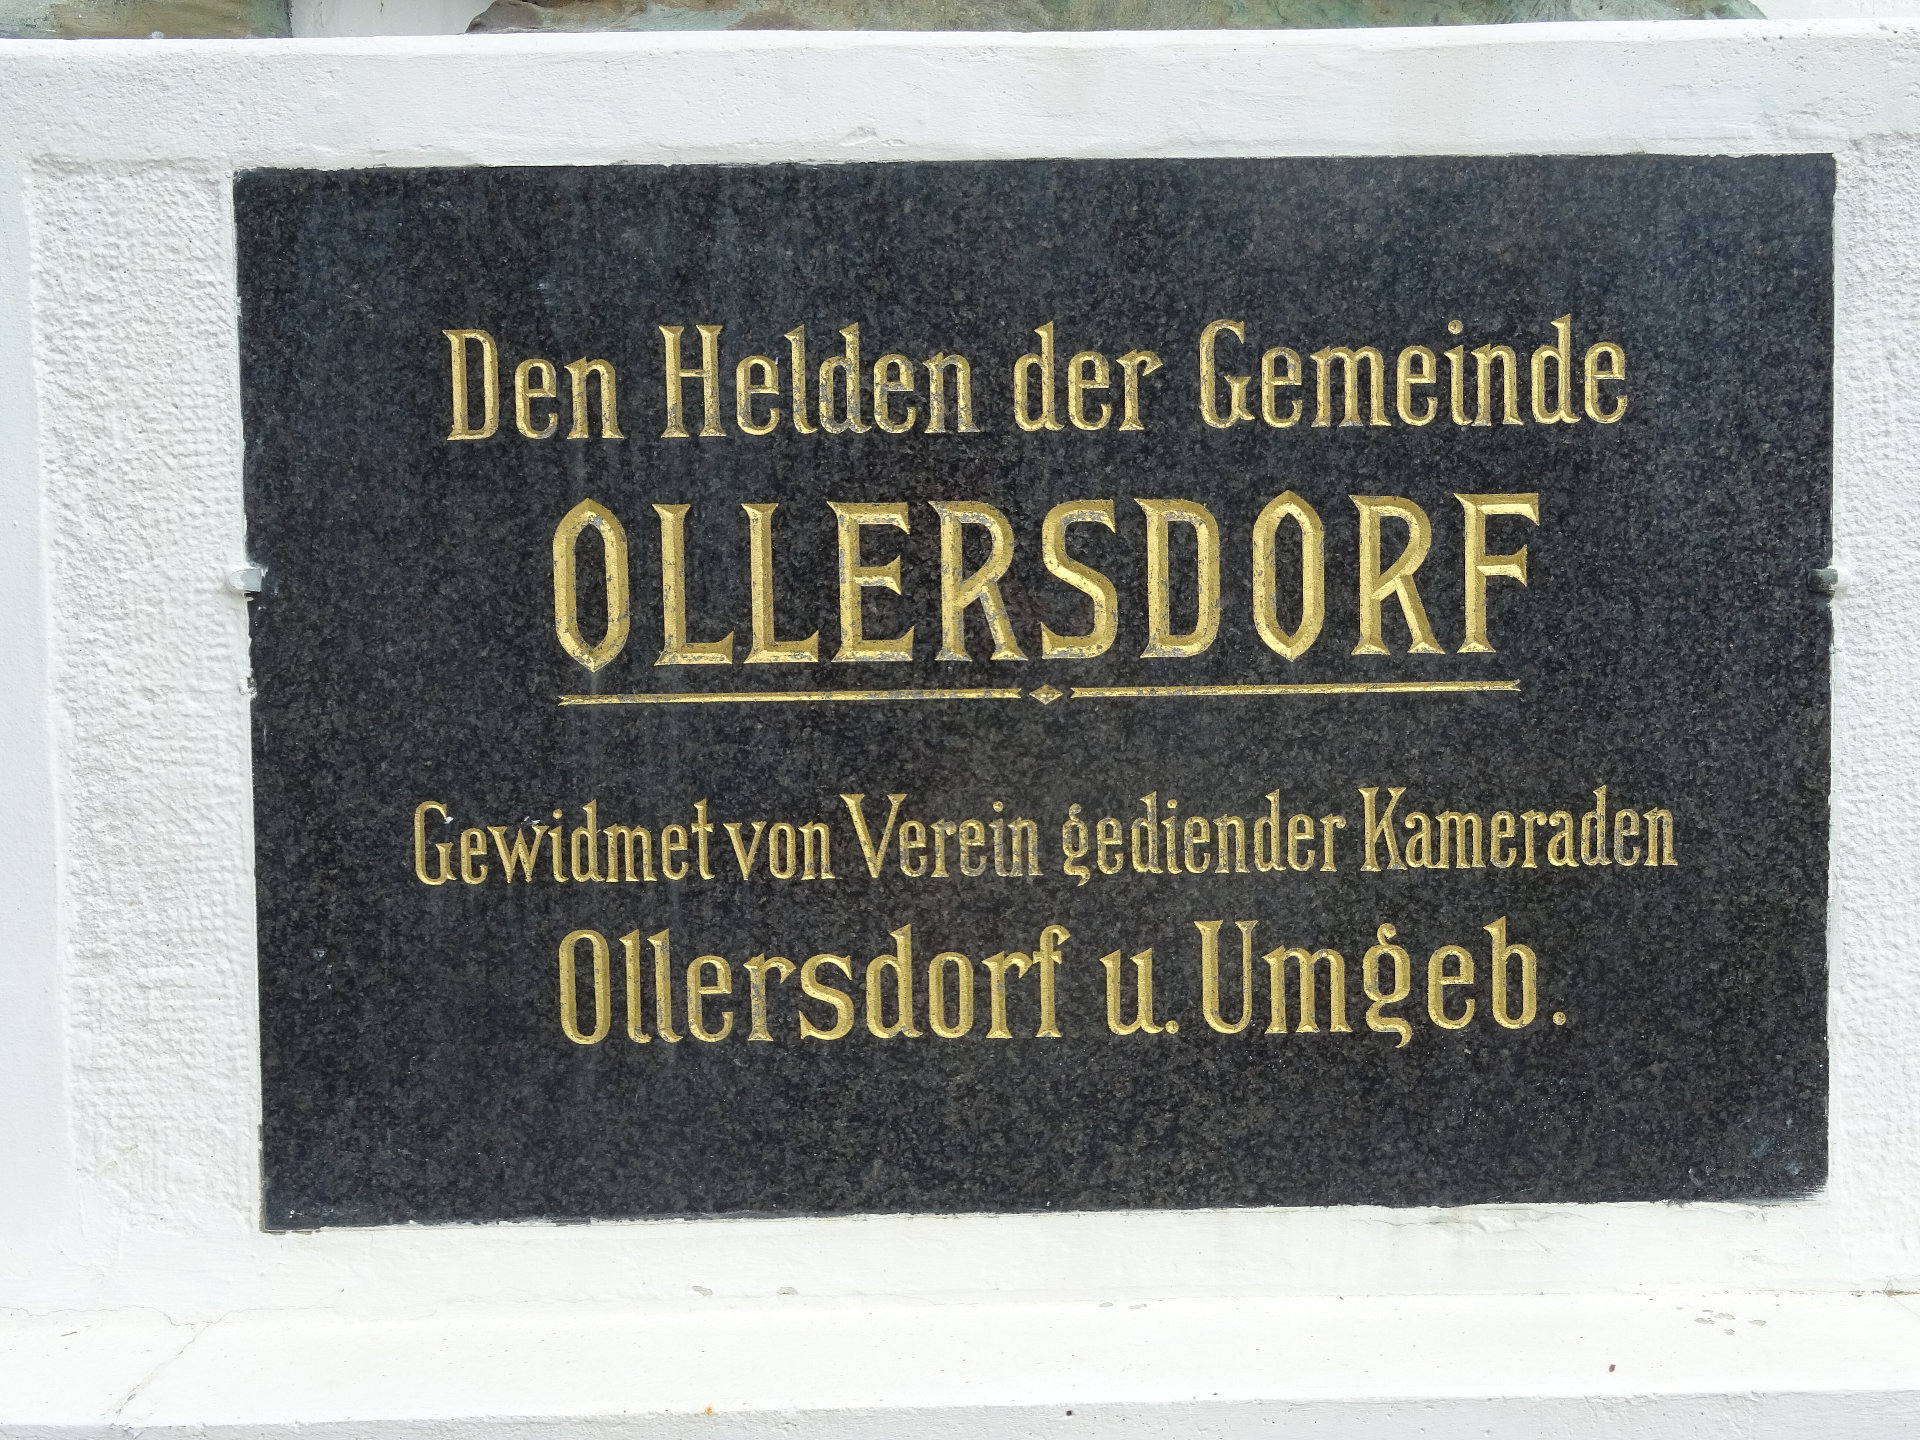 Den Helden der Gemeinde
OLLERSDORF
Gewidmet von Verein gediender Kameraden
Ollersdorf u. Umgeb.